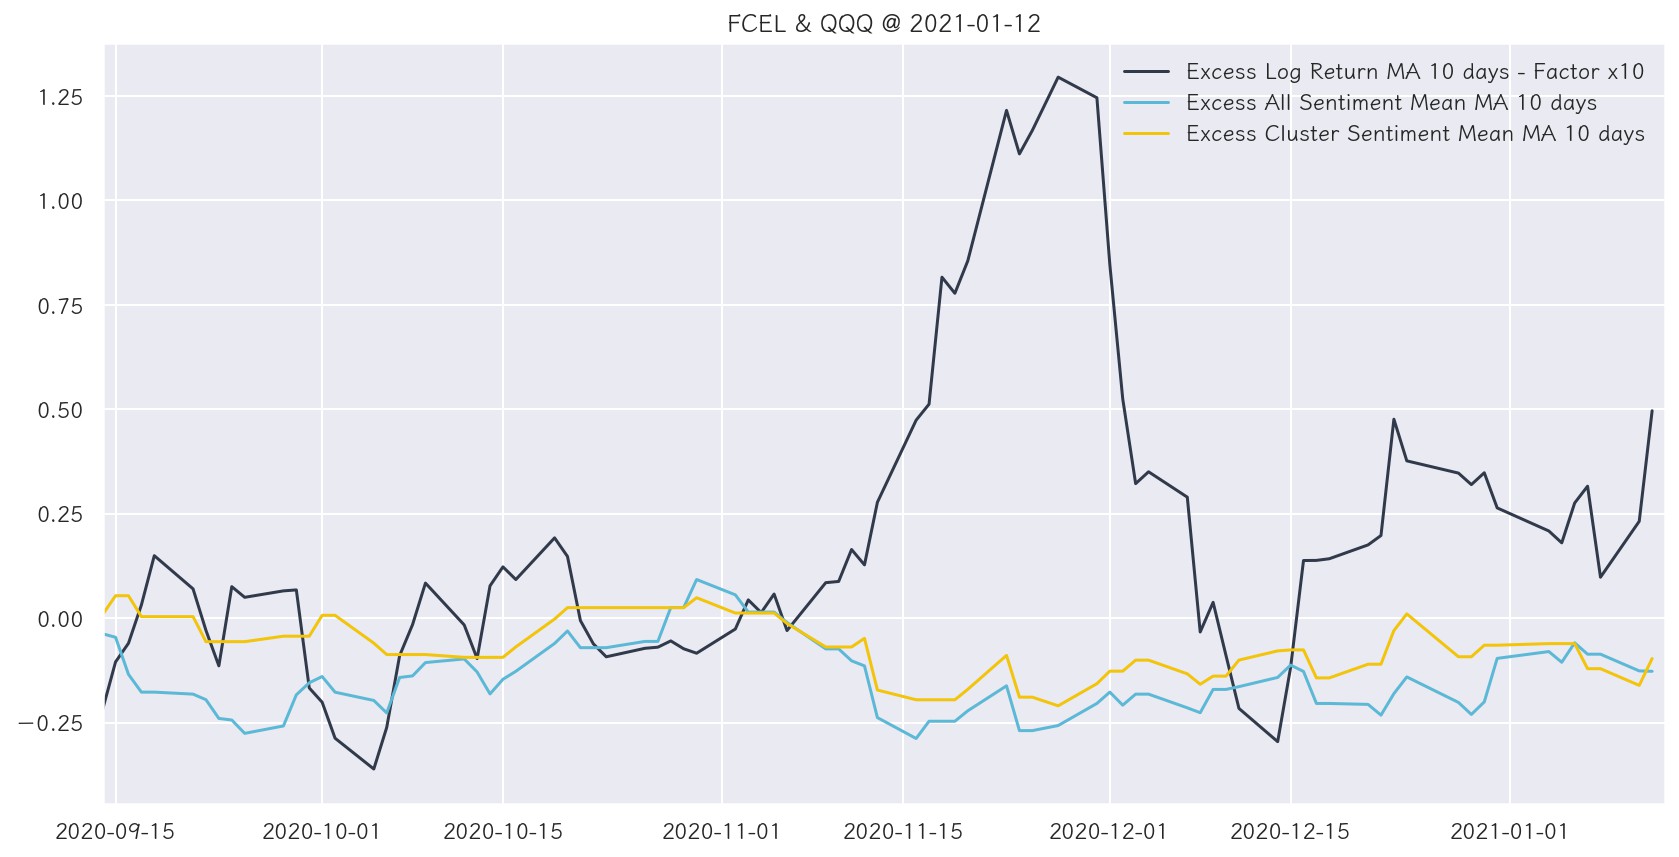 FCEL & QQQ @ 2021-01-12
Excess Log Return MA 10 days - Factor x10
Excess All Sentiment Mean MA 10 days
Excess Cluster Sentiment Mean MA 10 days
1.25
1.00
0.75
0.50
0.25
0.00
−0.25
2020-09-15 2020-10-01 2020-10-15 2020-11-01 2020-11-15 2020-12-01 2020-12-15 2021-01-01